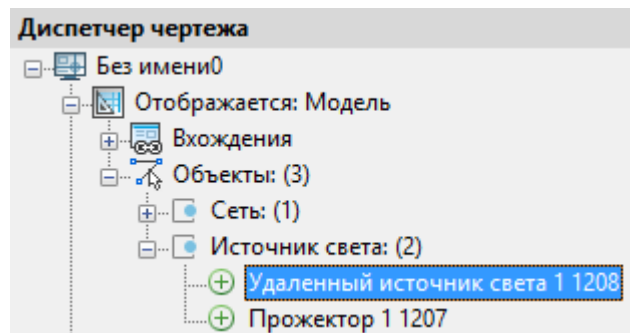 Диспетчер чертежа
Без имени0
Отображается: Модель
Вхождения
Объекты: (3)
Сеть: (1)
Источник света: (2)
Удаленный источник света 1 1208
Прожектор 1 1207